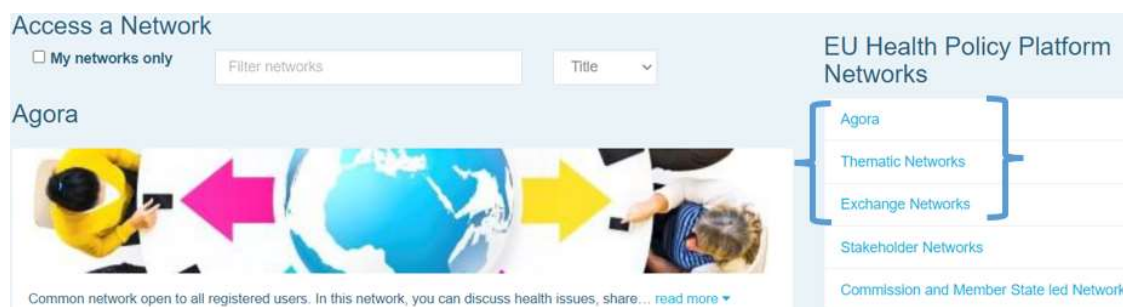 Access a Network
My networks only
Filter networks
Title
Agora
Common network open to all registered users. In this network, you can discuss health issues, share... read more
EU Health Policy Platform
Networks
Agora
Thematic Networks
Exchange Networks
Stakeholder Networks
Commission and Member State led Network